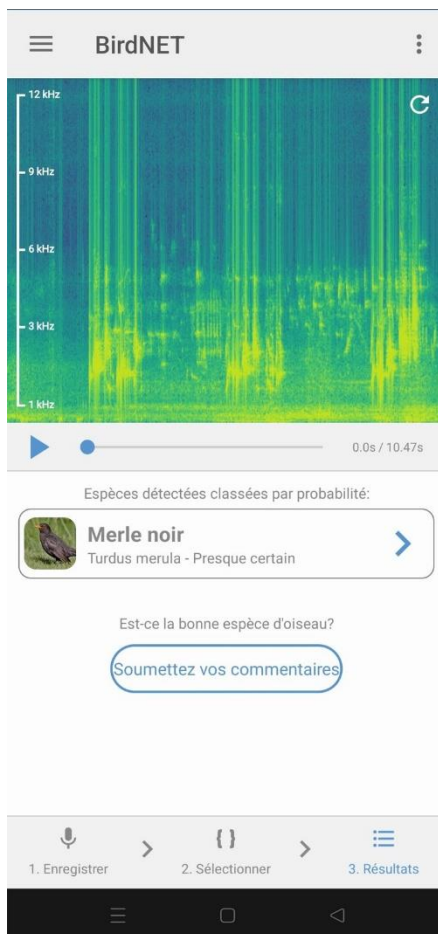 BirdNET
12 kHz
9 kHz
6 kHz
3 kHz
1 kHz
0.0s / 10.47s
Espèces détectées classées par probabilité:
Merle noir
Turdus merula - Presque certain
Est-ce la bonne espèce d'oiseau?
Soumettez vos commentaires
1. Enregistrer
2. Sélectionner
3. Résultats